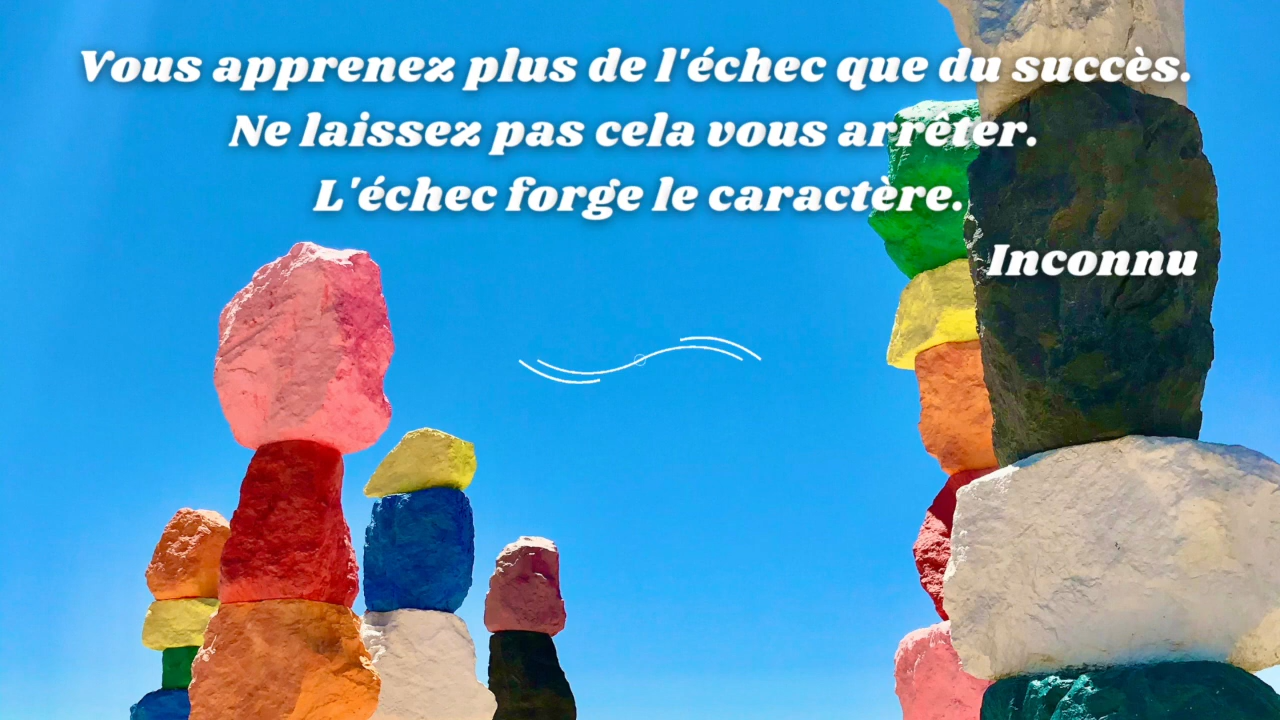 Vous apprenez plus de l'échec que du succès.
Ne laissez pas cela vous arrêter.
L'échec forge le caractère.
Inconnu